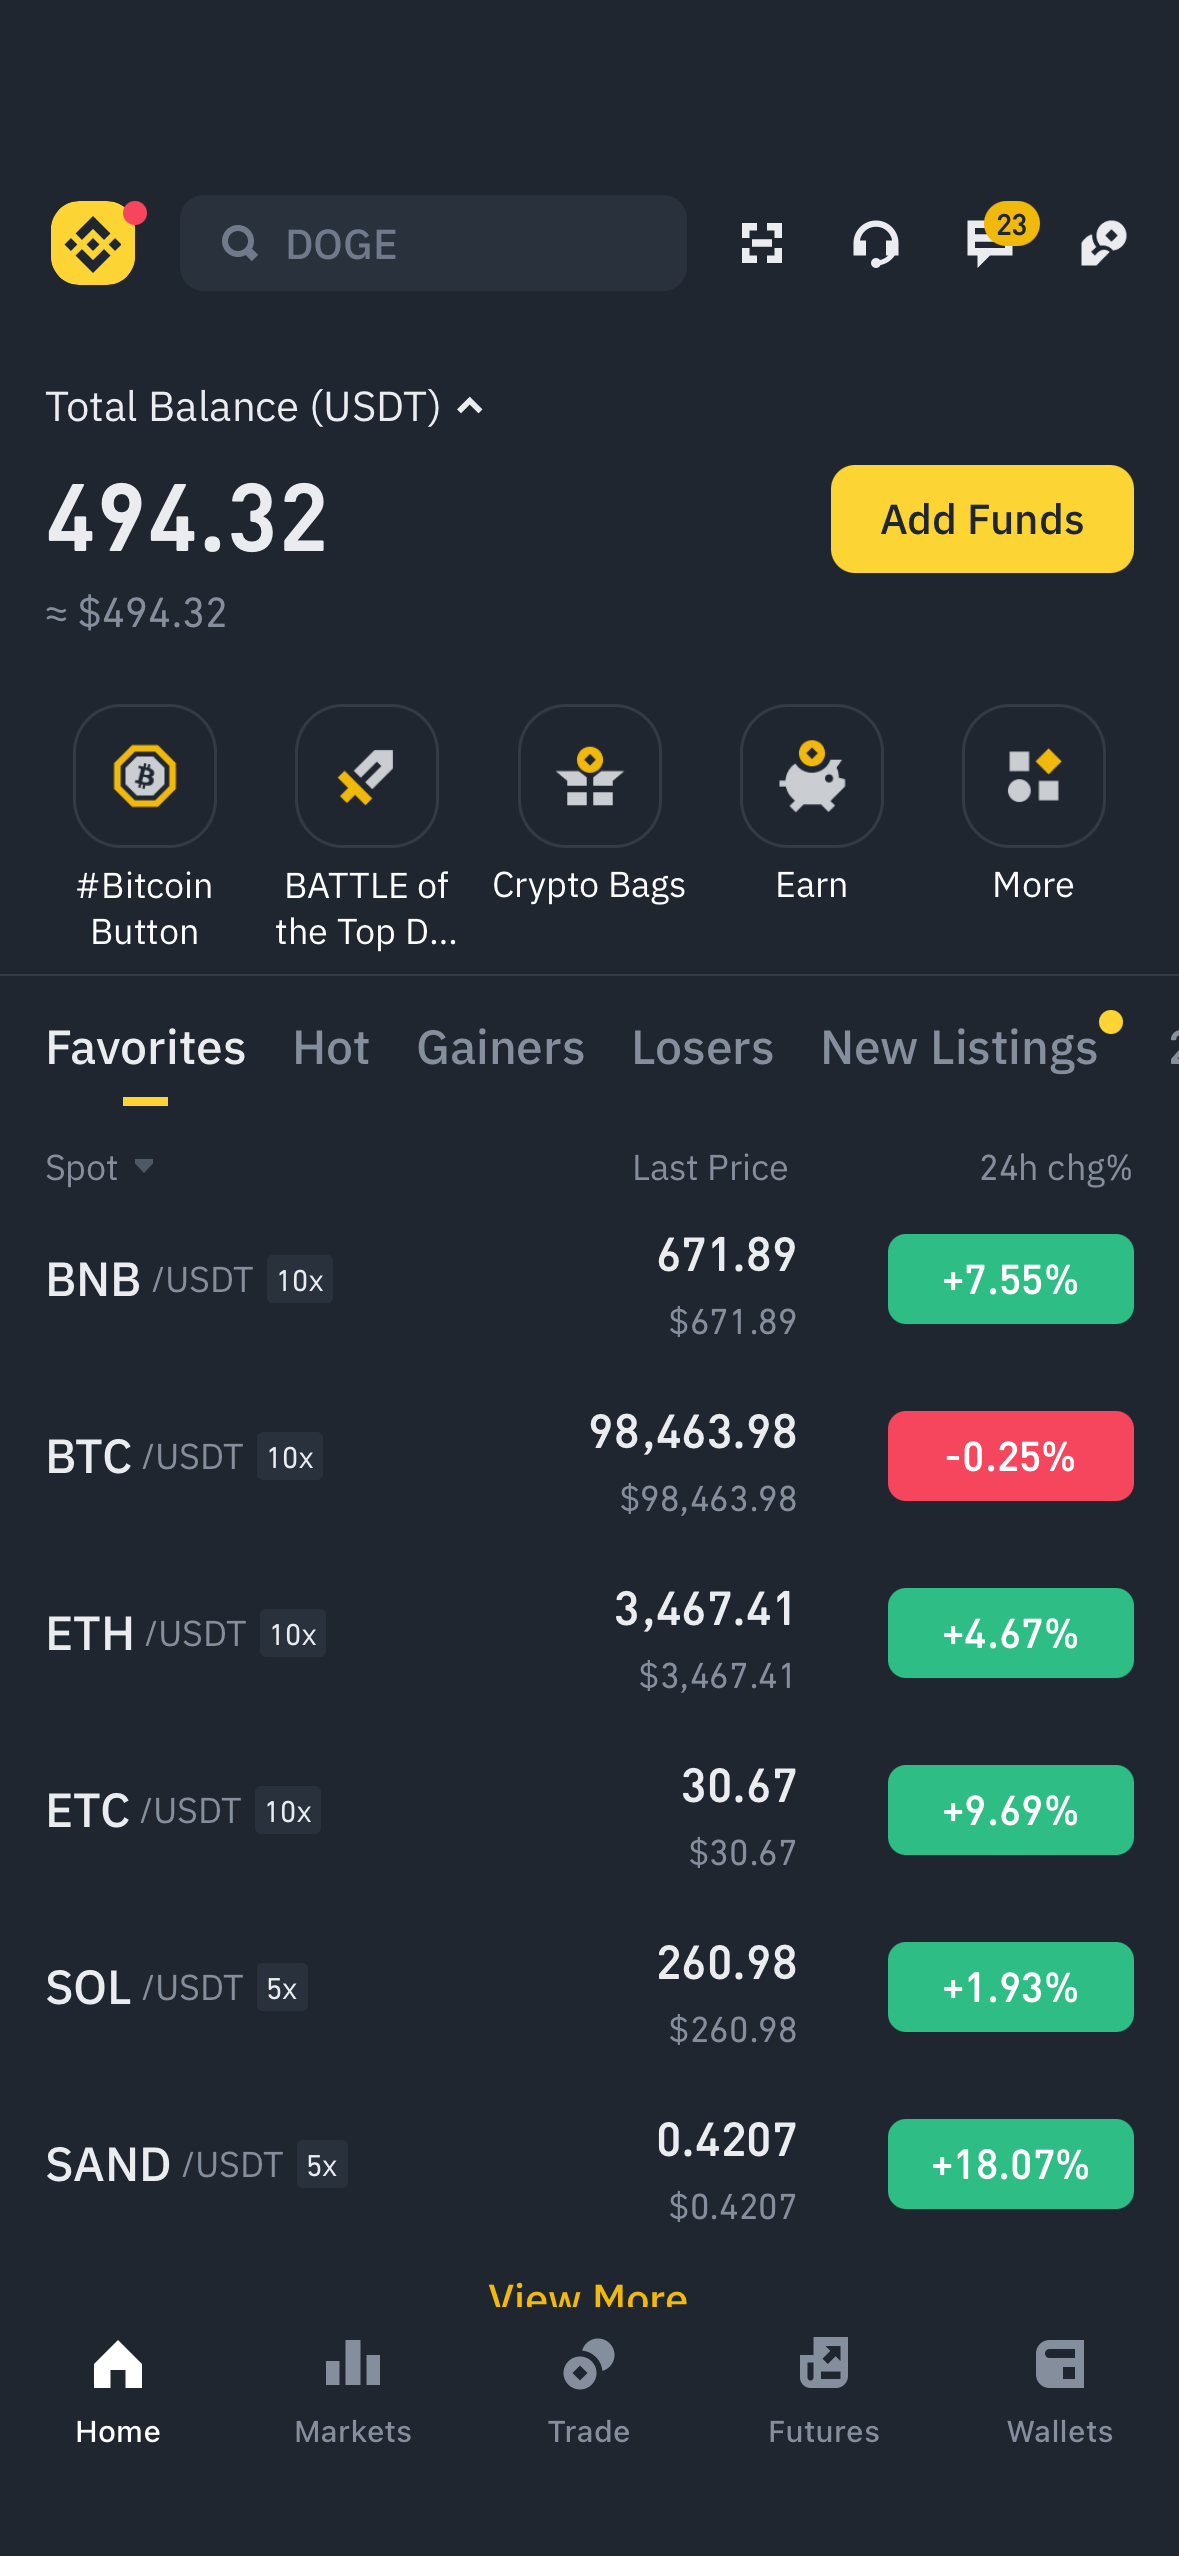 DOGE
23
Total Balance (USDT)
494.32
Add Funds
≈ $494.32
#Bitcoin Button
BATTLE of the Top D...
Crypto Bags
Earn
More
Favorites Hot Gainers Losers New Listings
Spot Last Price 24h chg%
BNB /USDT 10x 671.89 +7.55%
$671.89
BTC /USDT 10x 98,463.98 -0.25%
$98,463.98
ETH /USDT 10x 3,467.41 +4.67%
$3,467.41
ETC /USDT 10x 30.67 +9.69%
$30.67
SOL /USDT 5x 260.98 +1.93%
$260.98
SAND /USDT 5x 0.4207 +18.07%
$0.4207
View More
Home Markets Trade Futures Wallets